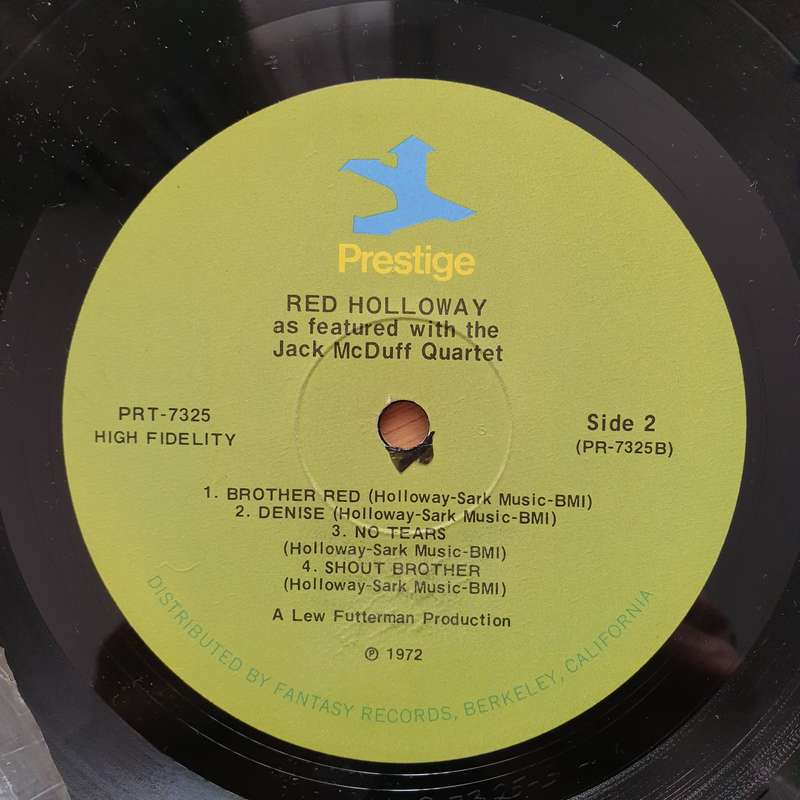 Prestige
RED HOLLOWAY
as featured with the
Jack McDuff Quartet
PRT-7325
HIGH FIDELITY
Side 2
(PR-7325B)
1. BROTHER RED (Holloway-Sark Music-BMI)
2. DENISE (Holloway-Sark Music-BMI)
3. NO TEARS
(Holloway-Sark Music-BMI)
4. SHOUT BROTHER
(Holloway-Sark Music-BMI)
A Lew Futterman Production
℗ 1972
DISTRIBUTED BY FANTASY RECORDS, BERKELEY, CALIFORNIA